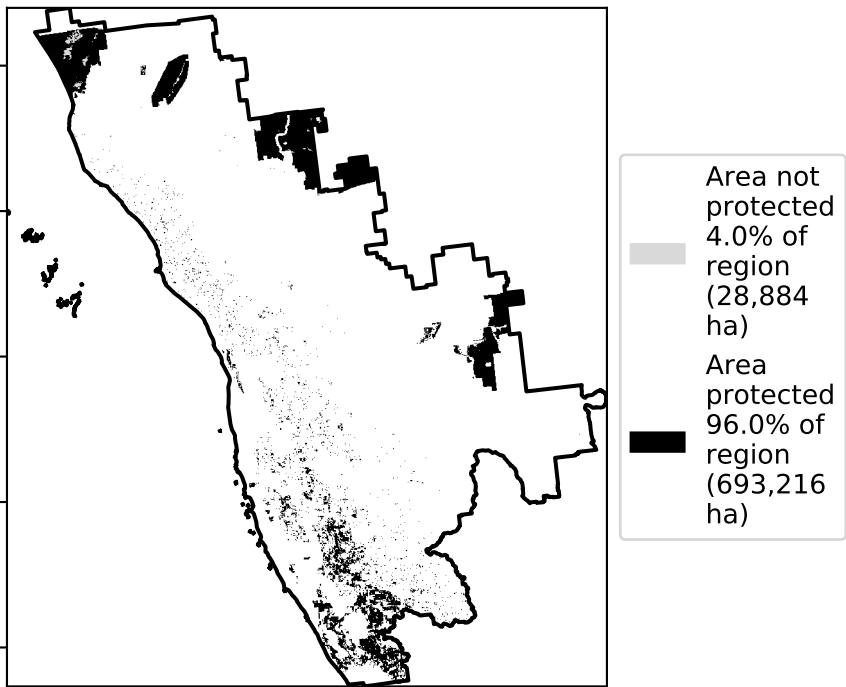 Area not
protected
4.0% of
region
(28,884
ha)
Area
protected
96.0% of
region
(693,216
ha)